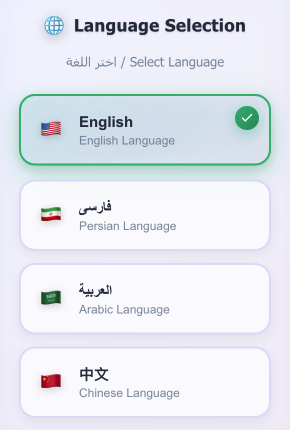 Language Selection
اختر اللغة / Select Language
English
English Language
فارسی
Persian Language
العربية
Arabic Language
中文
Chinese Language